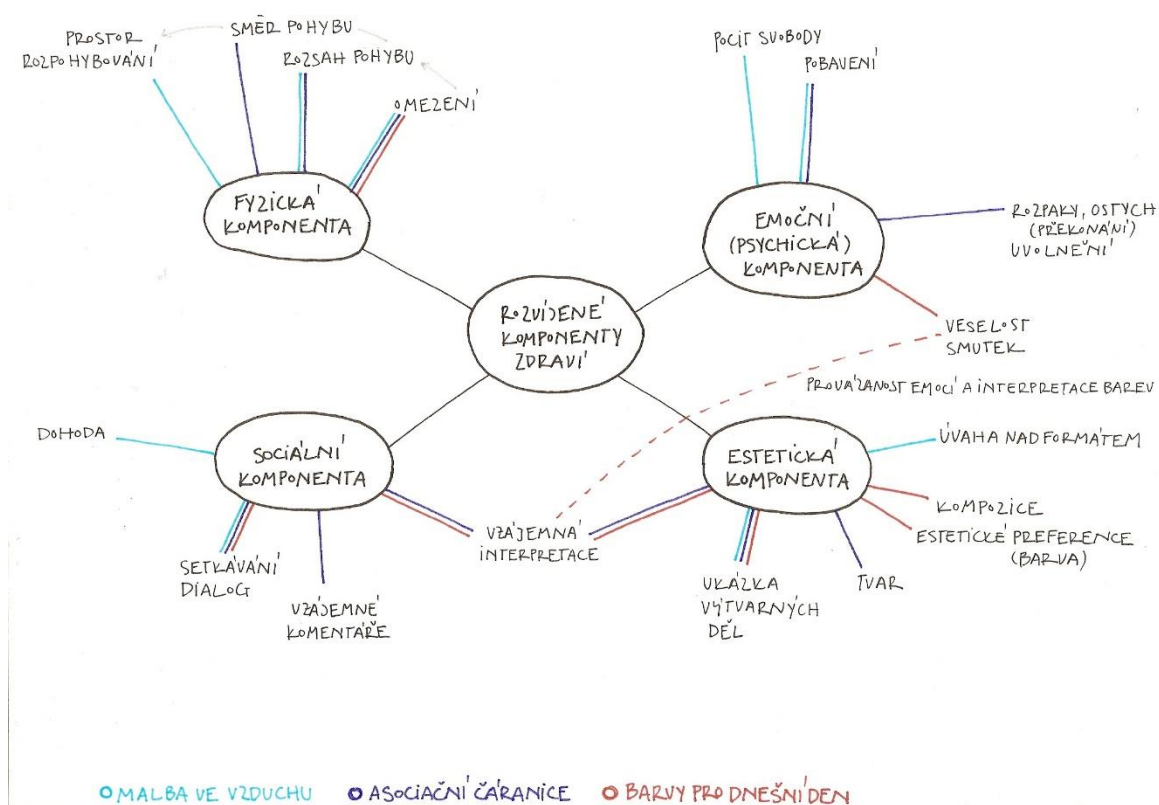 PROSTOR
ROZPOHYBOVÁNÍ
SMĚR POHYBU
ROZSAH POHYBU
OMEZENÍ
FYZICKÁ
KOMPONENTA
POCIT SVOBODY
POBAVENÍ
EMOČNÍ
(PSYCHICKÁ)
KOMPONENTA
ROZPAKY, OSTYCH
(PŘEKONÁNÍ)
UVOLNĚNÍ
VESELOST
SMUTEK
ROZVÍJENÉ
KOMPONENTY
ZDRAVÍ
PROVÁZANOST EMOCÍ A INTERPRETACE BAREV
DOHODA
SOCIÁLNÍ
KOMPONENTA
SETKÁVÁNÍ
DIALOG
VZÁJEMNÉ
KOMENTÁŘE
VZÁJEMNÁ
INTERPRETACE
ESTETICKÁ
KOMPONENTA
ÚVAHA NAD FORMÁTEM
KOMPOZICE
ESTETICKÉ PREFERENCE
(BARVA)
TVAR
UKÁZKA
VÝTVARNÝCH
DĚL
MALBA VE VZDUCHU
ASOCIAČNÍ ČÁRANICE
BARVY PRO DNEŠNÍ DEN